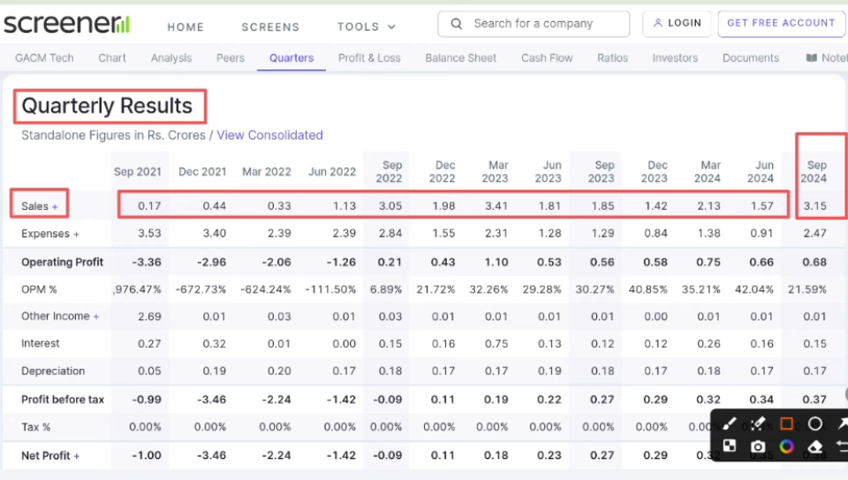 screener
HOME SCREENS TOOLS Search for a company LOGIN GET FREE ACCOUNT
GACM Tech Chart Analysis Peers Quarters Profit & Loss Balance Sheet Cash Flow Ratios Investors Documents
Quarterly Results
Standalone Figures in Rs. Crores / View Consolidated
Sep 2021 Dec 2021 Mar 2022 Jun 2022 Sep 2022 Dec 2022 Mar 2023 Jun 2023 Sep 2023 Dec 2023 Mar 2024 Jun 2024 Sep 2024
Sales + 0.17 0.44 0.33 1.13 3.05 1.98 3.41 1.81 1.85 1.42 2.13 1.57 3.15
Expenses + 3.53 3.40 2.39 2.39 2.84 1.55 2.31 1.28 1.29 0.84 1.38 0.91 2.47
Operating Profit -3.36 -2.96 -2.06 -1.26 0.21 0.43 1.10 0.53 0.56 0.58 0.75 0.66 0.68
OPM % ,976.47% -672.73% -624.24% -111.50% 6.89% 21.72% 32.26% 29.28% 30.27% 40.85% 35.21% 42.04% 21.59%
Other Income + 2.69 0.01 0.03 0.01 0.03 0.01 0.01 0.01 0.01 0.00 0.01 0.01 0.01
Interest 0.27 0.32 0.01 0.00 0.15 0.16 0.75 0.13 0.12 0.12 0.26 0.16 0.15
Depreciation 0.05 0.19 0.20 0.17 0.18 0.17 0.17 0.19 0.18 0.17 0.18 0.17 0.17
Profit before tax -0.99 -3.46 -2.24 -1.42 -0.09 0.11 0.19 0.22 0.27 0.29 0.32 0.34 0.37
Tax % 0.00% 0.00% 0.00% 0.00% 0.00% 0.00% 0.00% 0.00% 0.00% 0.00%
Net Profit + -1.00 -3.46 -2.24 -1.42 -0.09 0.11 0.18 0.23 0.27 0.29